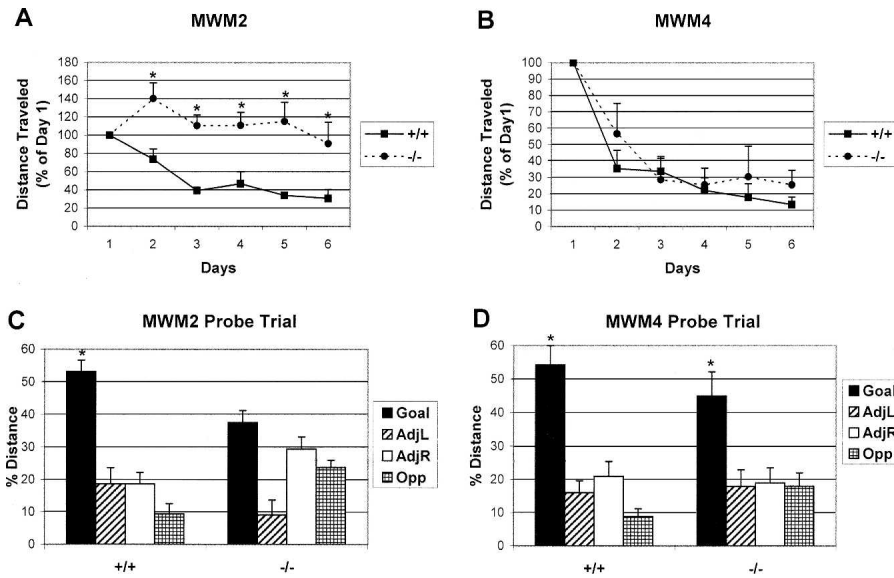 A
MWM2
Distance Traveled
(% of Day 1)
180
160
140
120
100
80
60
40
20
0
*
*
*
*
*
1 2 3 4 5 6
Days
+/+
-/-
B
MWM4
Distance Traveled
(% of Day1)
100
90
80
70
60
50
40
30
20
10
0
1 2 3 4 5 6
Days
+/+
-/-
C
MWM2 Probe Trial
% Distance
60
50
40
30
20
10
0
*
+/+ -/-
Goal
AdjL
AdjR
Opp
D
MWM4 Probe Trial
% Distance
60
50
40
30
20
10
0
*
*
+/+ -/-
Goal
AdjL
AdjR
Opp